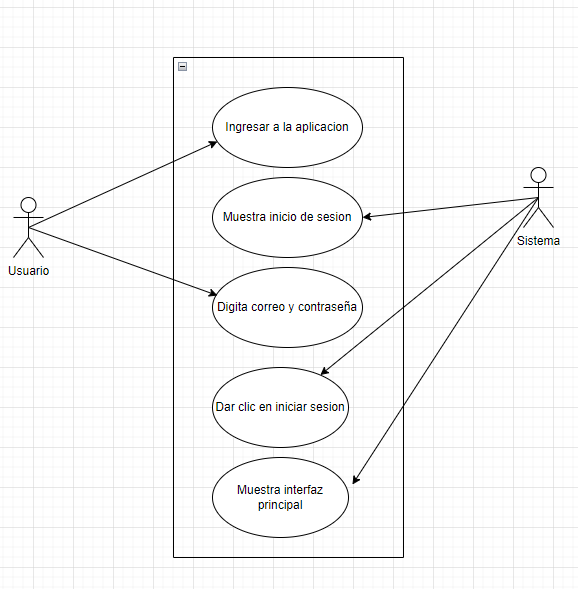 Ingresar a la aplicacion
Muestra inicio de sesion
Sistema
Usuario
Digita correo y contraseña
Dar clic en iniciar sesion
Muestra interfaz
principal